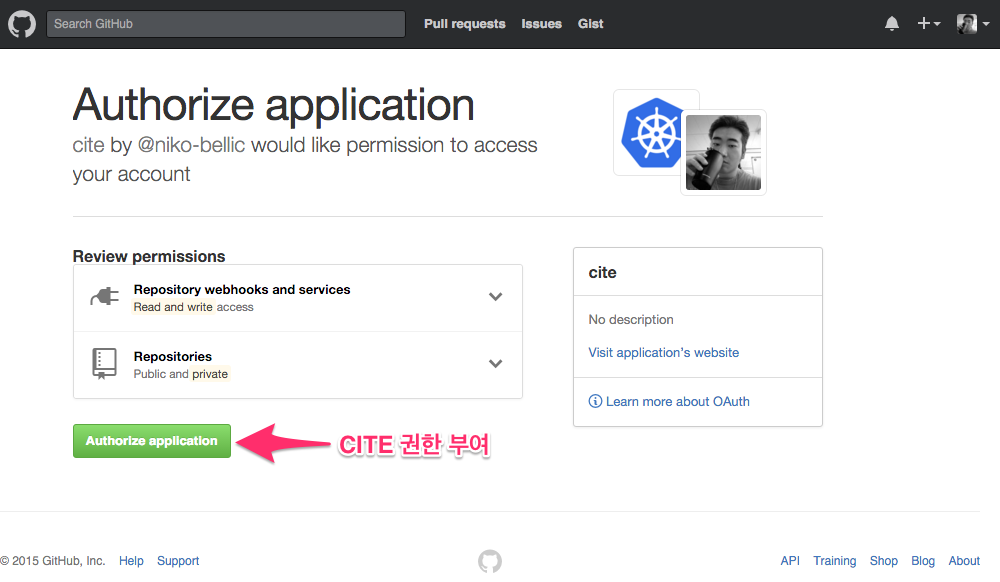 Search GitHub
Pull requests Issues Gist
Authorize application
cite by @niko-bellic would like permission to access
your account
Review permissions
Repository webhooks and services
Read and write access
Repositories
Public and private
cite
No description
Visit application's website
Learn more about OAuth
Authorize application
CITE 권한 부여
© 2015 GitHub, Inc. Help Support
API Training Shop Blog About